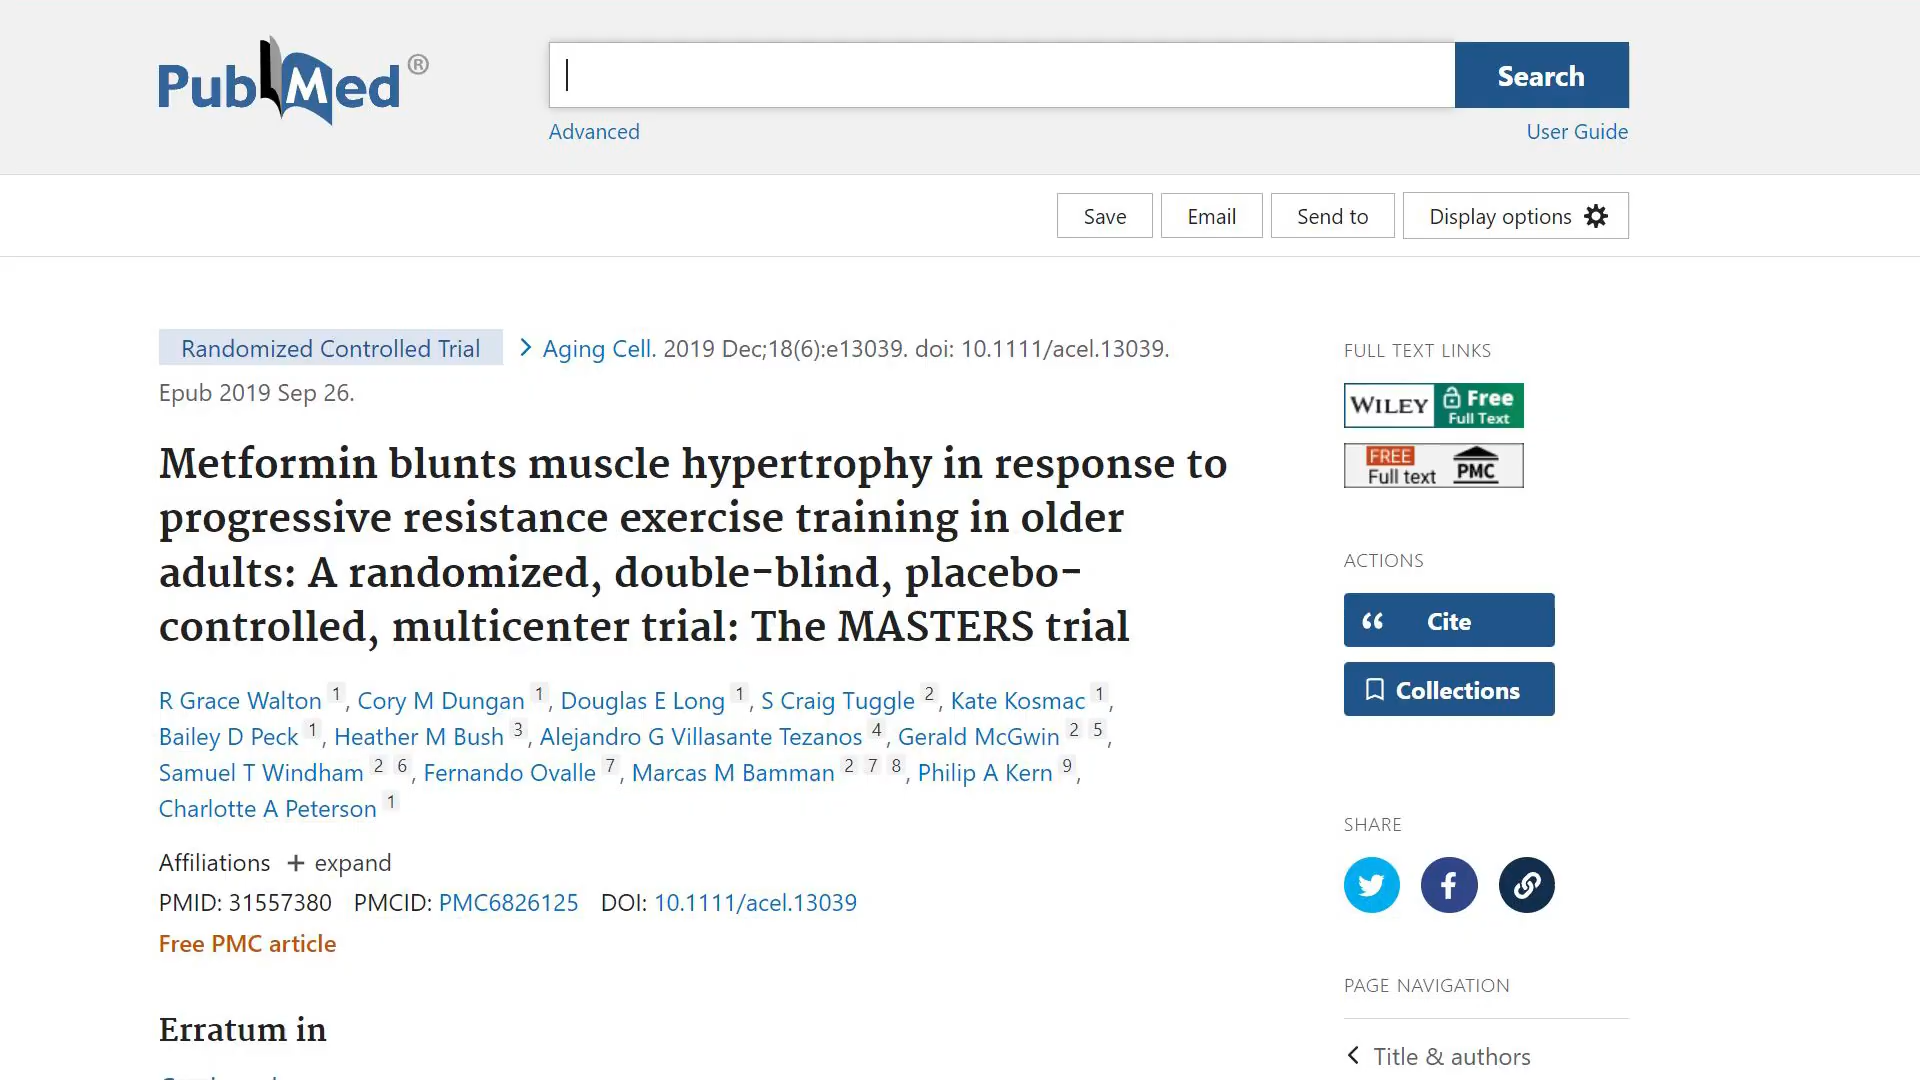 PubMed®
Search
Advanced
User Guide
Save
Email
Send to
Display options
Randomized Controlled Trial
Aging Cell. 2019 Dec;18(6):e13039. doi: 10.1111/acel.13039.
Epub 2019 Sep 26.
Metformin blunts muscle hypertrophy in response to
progressive resistance exercise training in older
adults: A randomized, double-blind, placebo-
controlled, multicenter trial: The MASTERS trial
R Grace Walton 1, Cory M Dungan 1, Douglas E Long 1, S Craig Tuggle 2, Kate Kosmac 1,
Bailey D Peck 1, Heather M Bush 3, Alejandro G Villasante Tezanos 4, Gerald McGwin 2 5,
Samuel T Windham 2 6, Fernando Ovalle 7, Marcas M Bamman 2 7 8, Philip A Kern 9,
Charlotte A Peterson 1
Affiliations + expand
PMID: 31557380 PMCID: PMC6826125 DOI: 10.1111/acel.13039
Free PMC article
Erratum in
FULL TEXT LINKS
WILEY Free
Full Text
FREE
Full text PMC
ACTIONS
Cite
Collections
SHARE
PAGE NAVIGATION
Title & authors